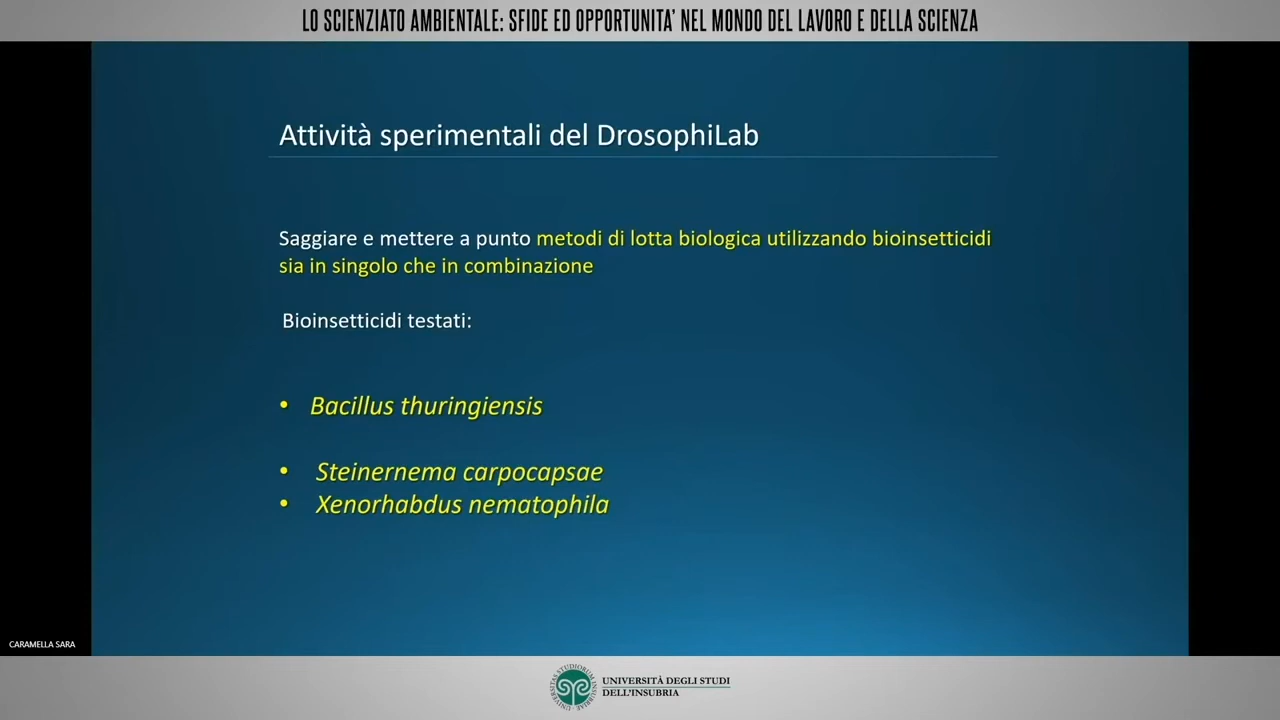 LO SCIENZIATO AMBIENTALE: SFIDE ED OPPORTUNITA' NEL MONDO DEL LAVORO E DELLA SCIENZA
Attività sperimentali del DrosophiLab
Saggiare e mettere a punto metodi di lotta biologica utilizzando bioinsetticidi
sia in singolo che in combinazione
Bioinsetticidi testati:
• Bacillus thuringiensis
• Steinernema carpocapsae
• Xenorhabdus nematophila
CARAMELLA SARA
UNIVERSITÀ DEGLI STUDI
DELL'INSUBRIA